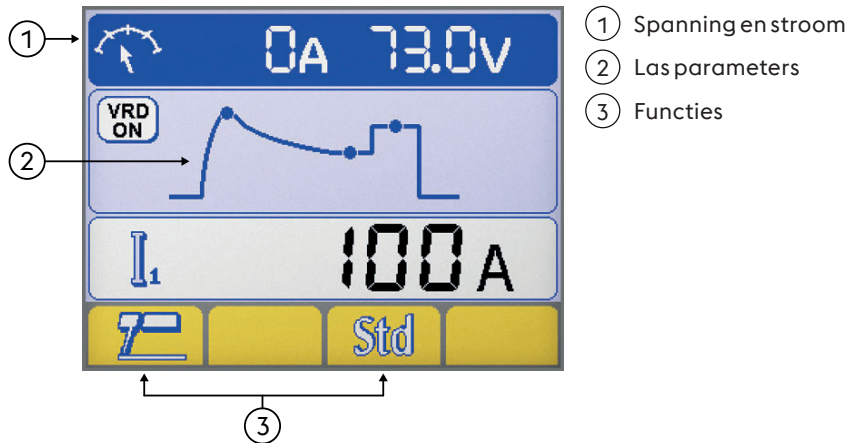 1 Spanning en stroom
2 Las parameters
3 Functies
1
0A 73.0V
VRD
ON
2
I1 100A
Std
3